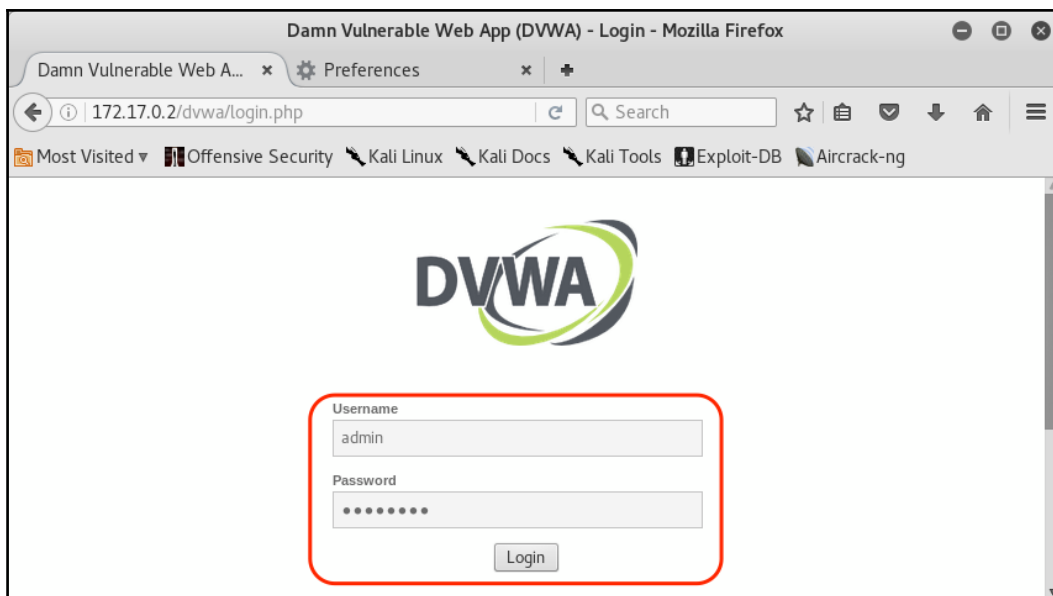 Damn Vulnerable Web App (DVWA) - Login - Mozilla Firefox
Damn Vulnerable Web A... Preferences
172.17.0.2/dvwa/login.php Search
Most Visited Offensive Security Kali Linux Kali Docs Kali Tools Exploit-DB Aircrack-ng
DVWA
Username
admin
Password
••••••••
Login